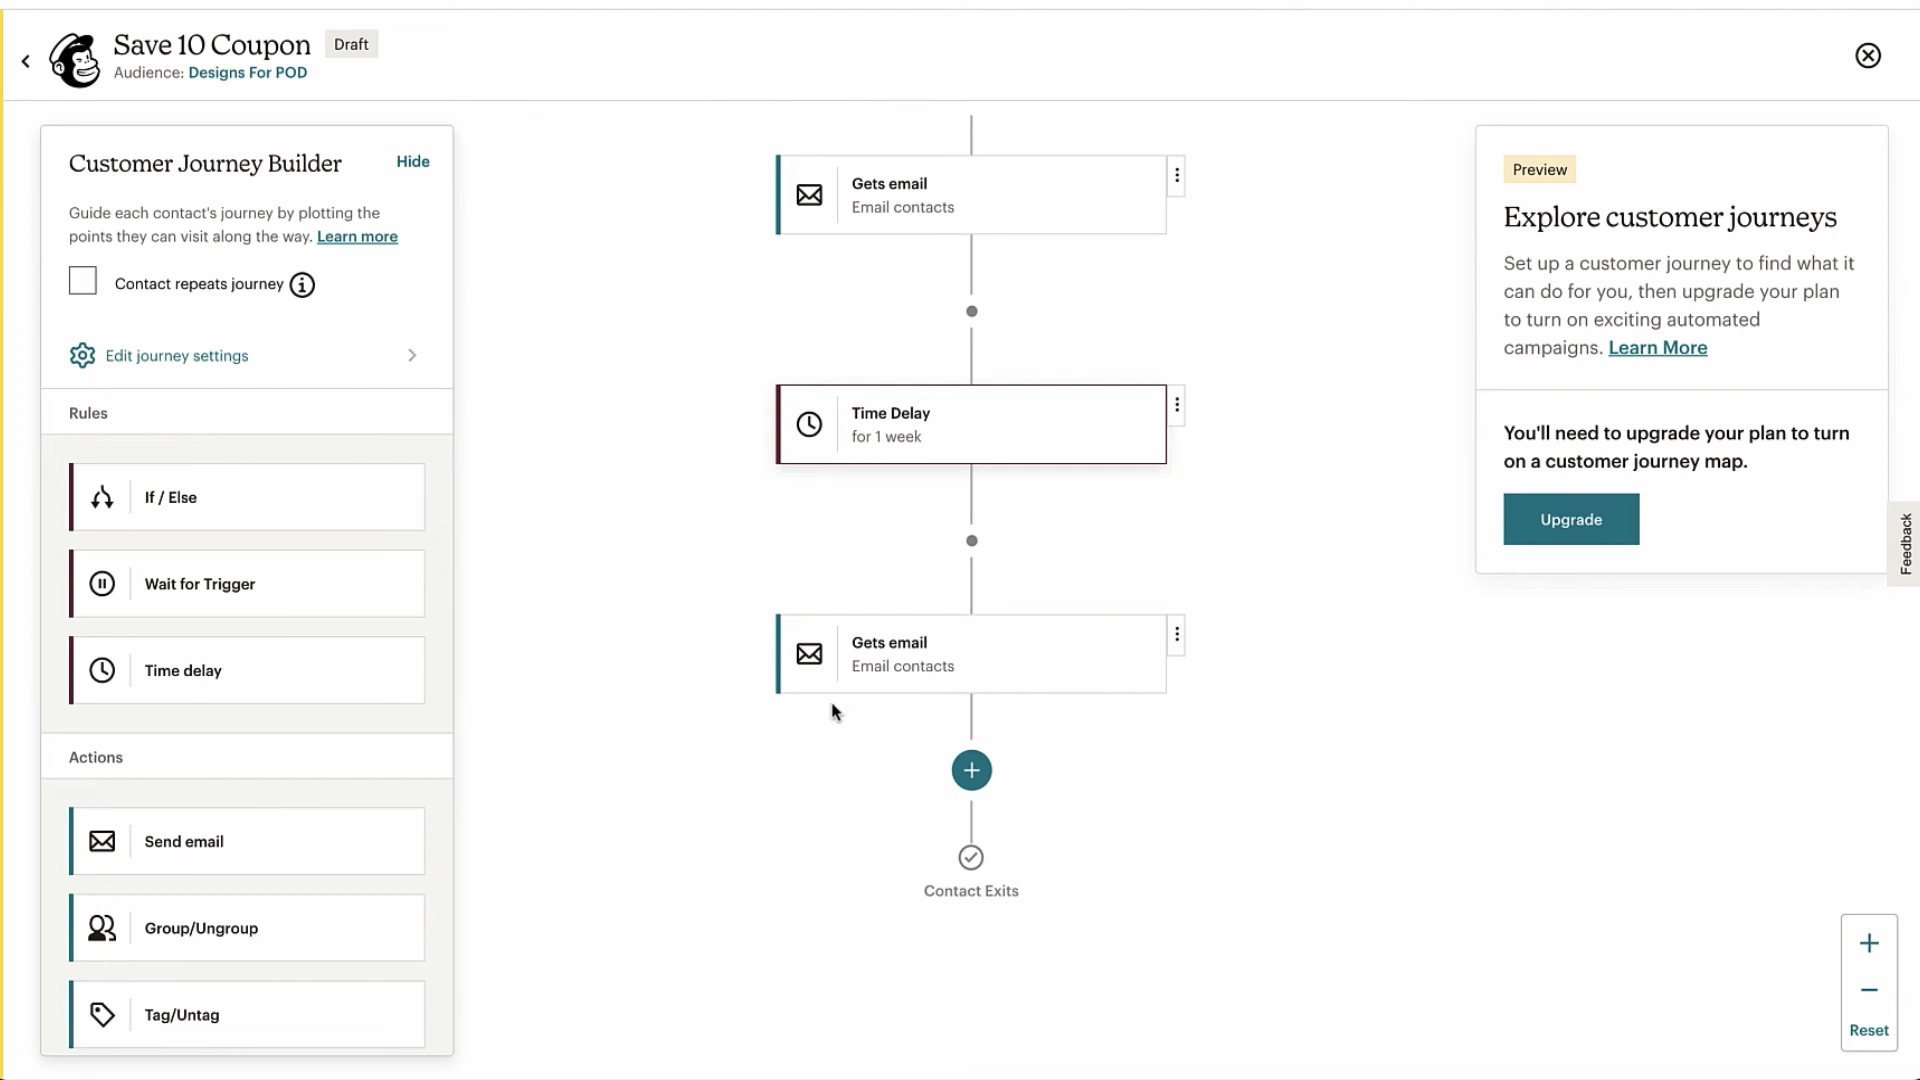 Save 10 Coupon
Draft
Audience: Designs For POD
Customer Journey Builder
Hide
Guide each contact's journey by plotting the
points they can visit along the way. Learn more
Contact repeats journey
Edit journey settings
Rules
If / Else
Wait for Trigger
Time delay
Actions
Send email
Group/Ungroup
Tag/Untag
Gets email
Email contacts
Time Delay
for 1 week
Gets email
Email contacts
Contact Exits
Preview
Explore customer journeys
Set up a customer journey to find what it
can do for you, then upgrade your plan
to turn on exciting automated
campaigns. Learn More
You'll need to upgrade your plan to turn
on a customer journey map.
Upgrade
Feedback
Reset